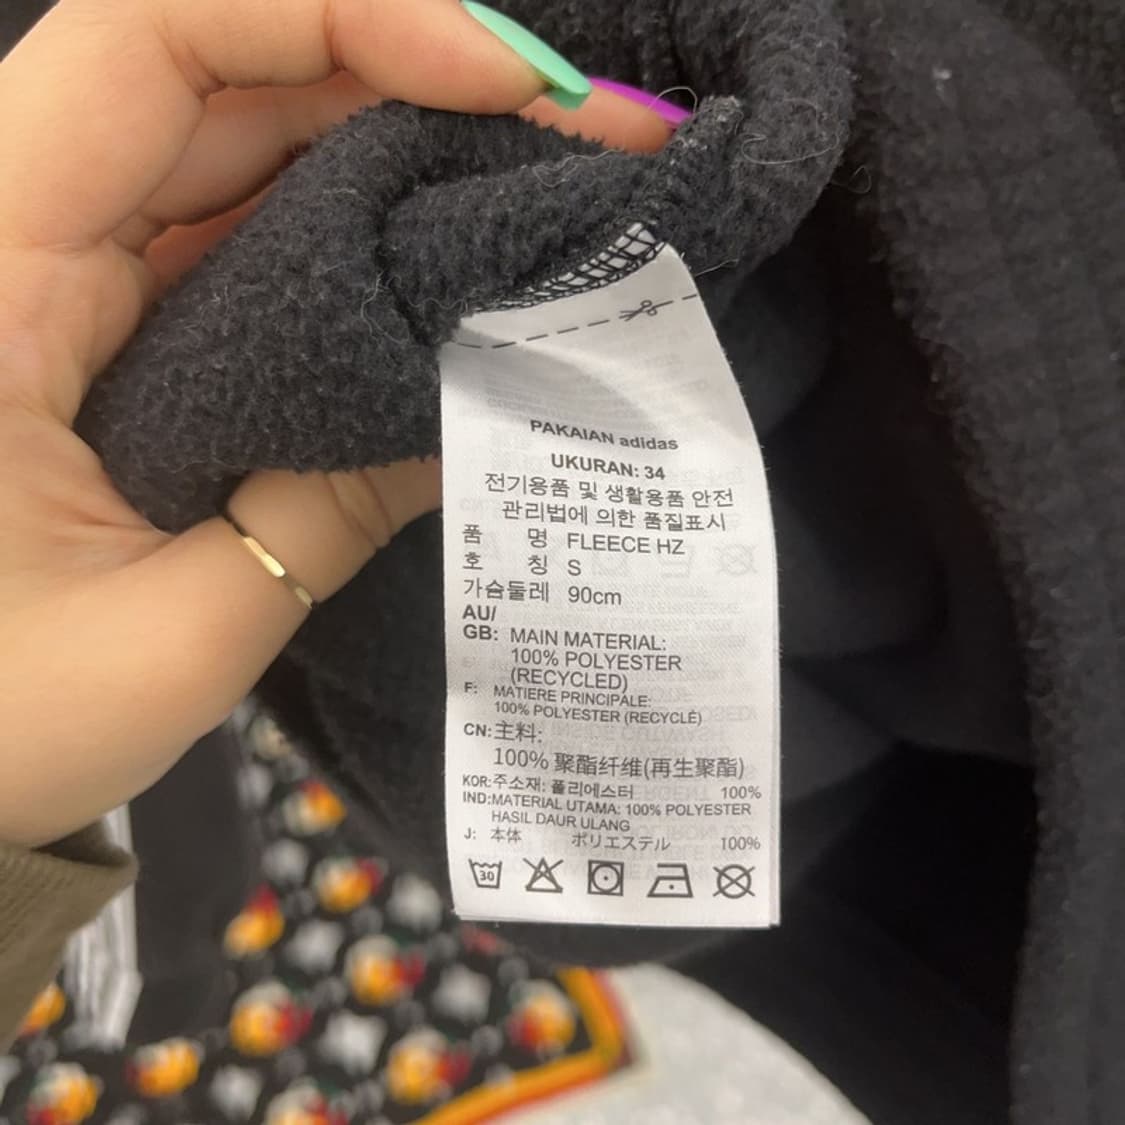 PAKAIAN adidas
UKURAN: 34
전기용품 및 생활용품 안전
관리법에 의한 품질표시
품 명 FLEECE HZ
호 칭 S
가슴둘레 90cm
AU/
GB: MAIN MATERIAL:
100% POLYESTER
(RECYCLED)
F: MATIERE PRINCIPALE:
100% POLYESTER (RECYCLÉ)
CN: 主料:
100% 聚酯纤维(再生聚酯)
KOR: 주소재: 폴리에스터 100%
IND: MATERIAL UTAMA: 100% POLYESTER
HASIL DAUR ULANG
J: 本体 ポリエステル 100%
30